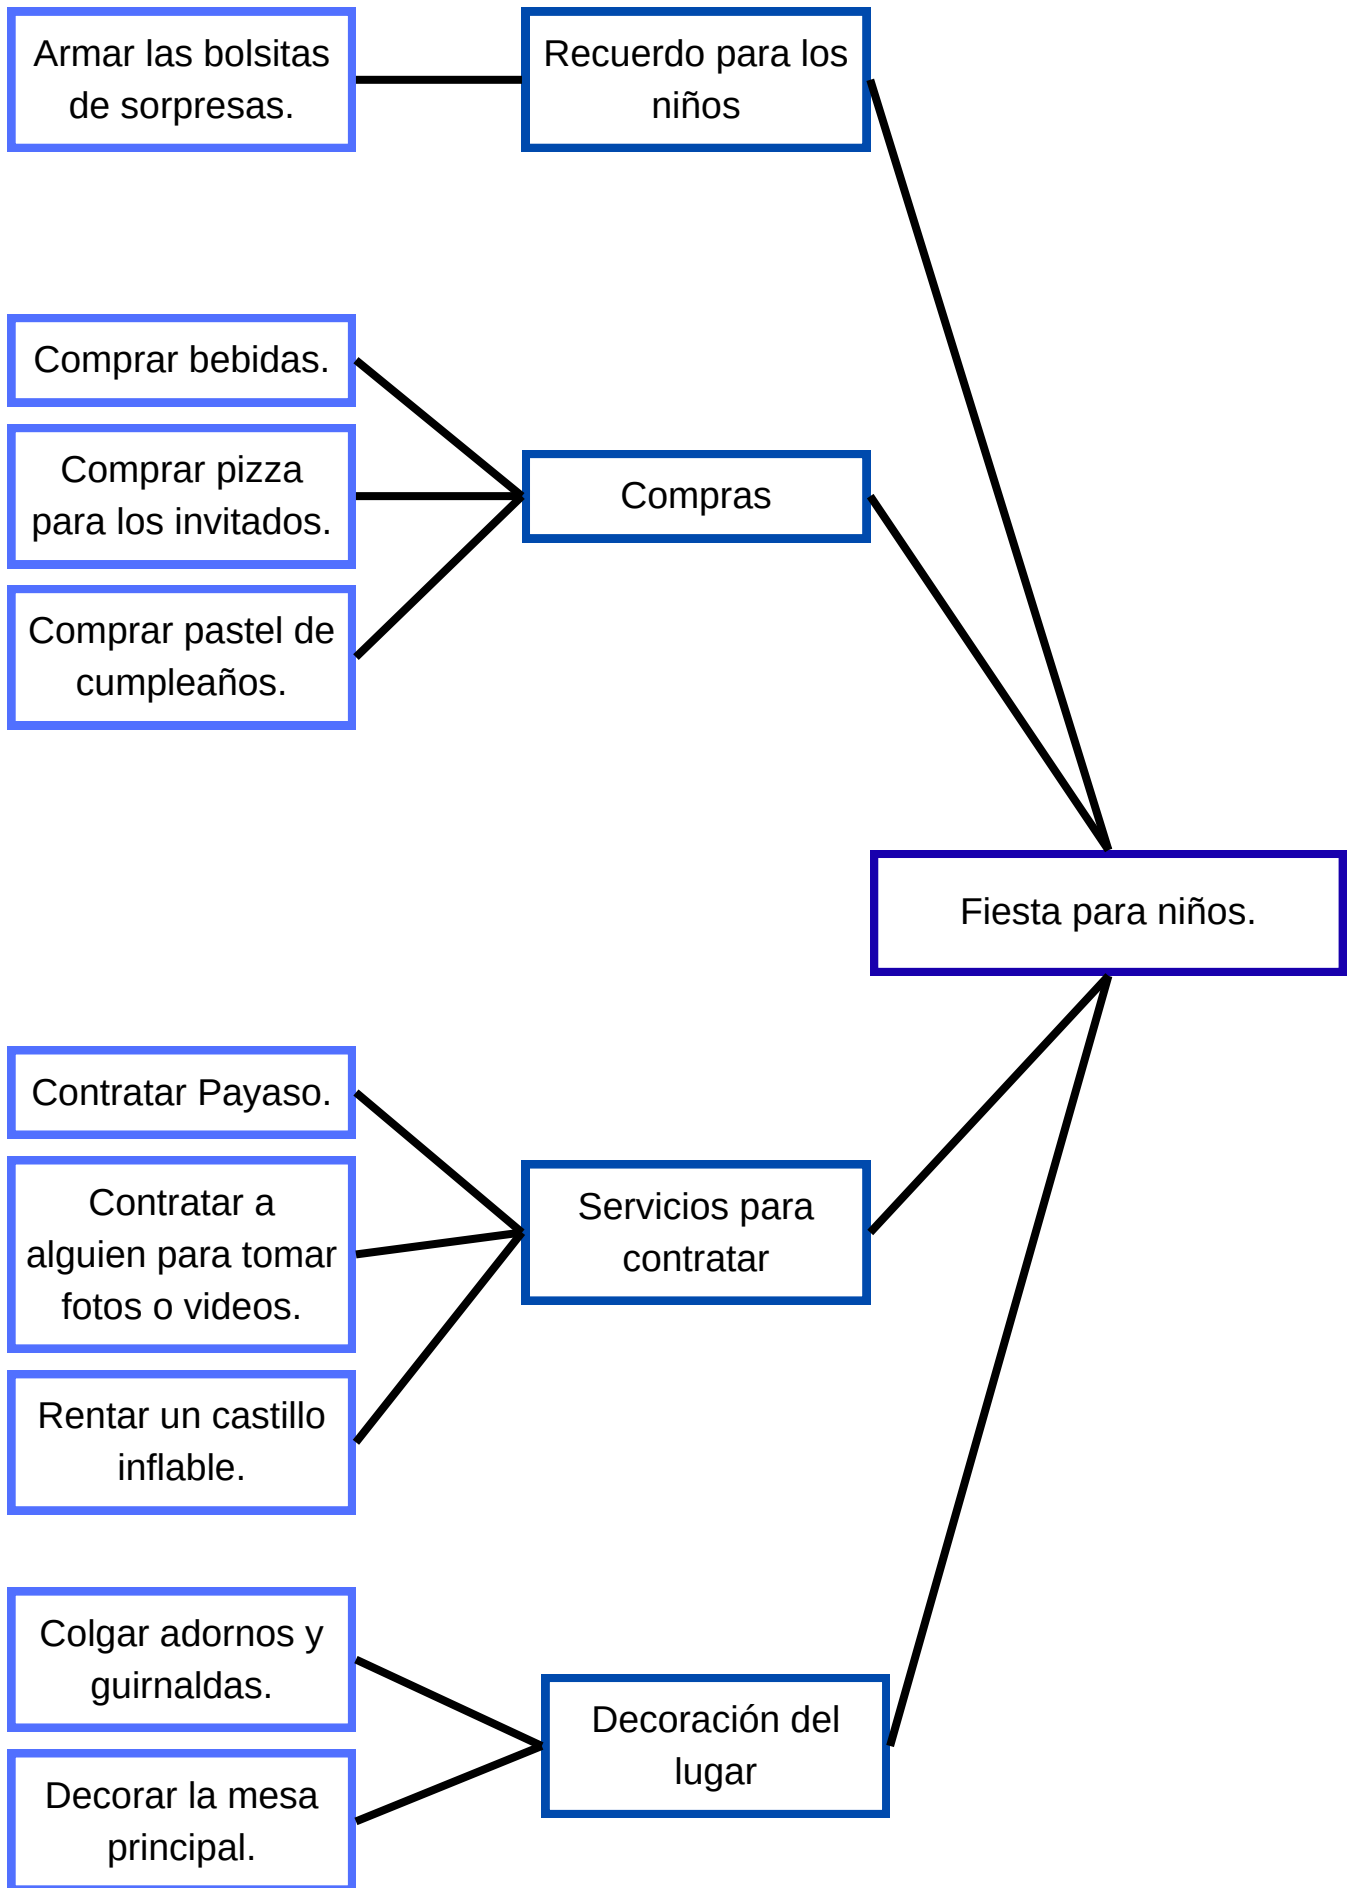 Armar las bolsitas
de sorpresas.
Recuerdo para los
niños
Comprar bebidas.
Comprar pizza
para los invitados.
Comprar pastel de
cumpleaños.
Compras
Fiesta para niños.
Contratar Payaso.
Contratar a
alguien para tomar
fotos o videos.
Rentar un castillo
inflable.
Servicios para
contratar
Colgar adornos y
guirnaldas.
Decorar la mesa
principal.
Decoración del
lugar